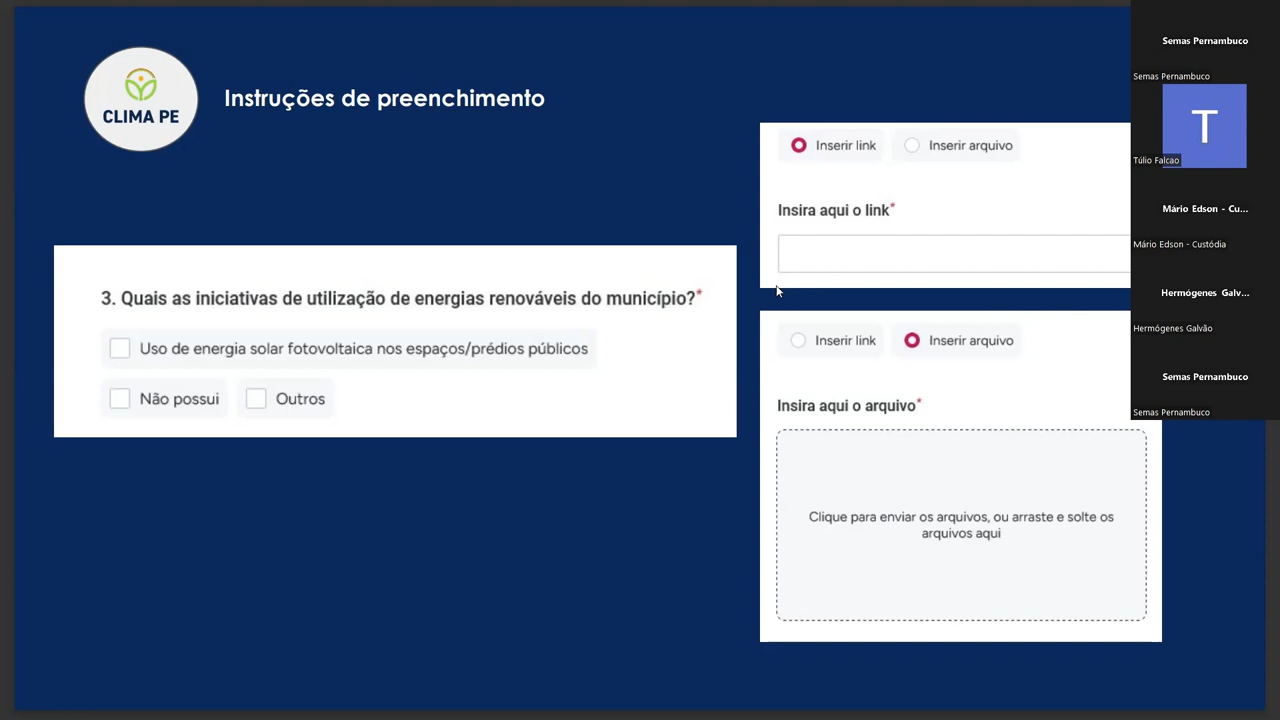 CLIMA PE
Instruções de preenchimento
3. Quais as iniciativas de utilização de energias renováveis do município?*
Uso de energia solar fotovoltaica nos espaços/prédios públicos
Não possui
Outros
Inserir link
Inserir arquivo
Insira aqui o link*
Inserir link
Inserir arquivo
Insira aqui o arquivo*
Clique para enviar os arquivos, ou arraste e solte os
arquivos aqui
Semas Pernambuco
Semas Pernambuco
T
Túlio Falcao
Mário Edson - Cu...
Mário Edson - Custódia
Hermógenes Galv...
Hermógenes Galvão
Semas Pernambuco
Semas Pernambuco